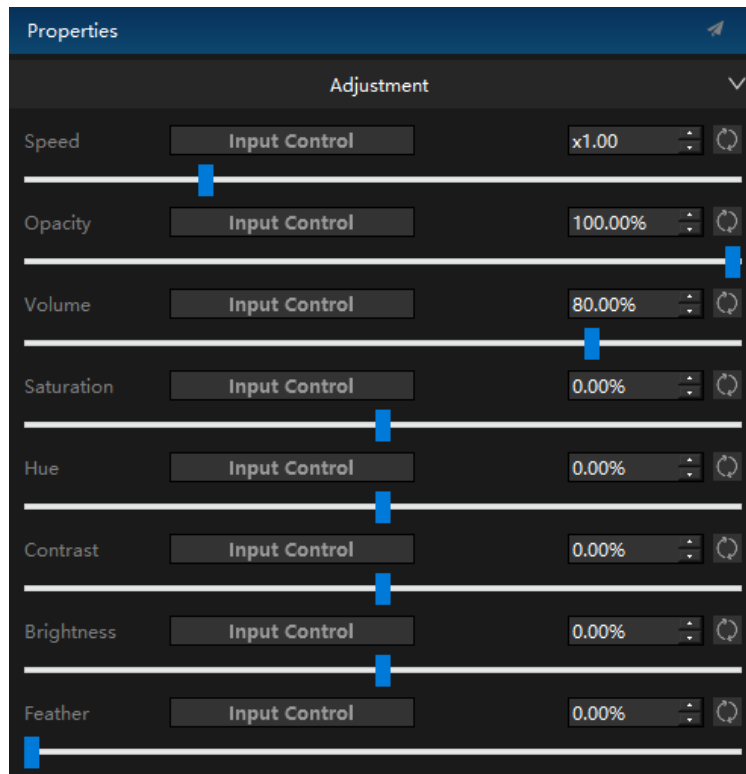 Properties
Adjustment
Speed Input Control x1.00
Opacity Input Control 100.00%
Volume Input Control 80.00%
Saturation Input Control 0.00%
Hue Input Control 0.00%
Contrast Input Control 0.00%
Brightness Input Control 0.00%
Feather Input Control 0.00%